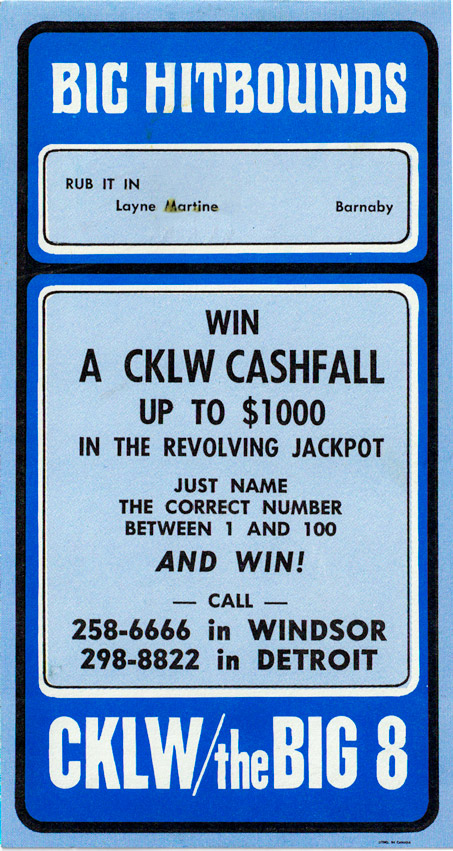 BIG HITBOUNDS
RUB IT IN
Layne Martine Barnaby
WIN
A CKLW CASHFALL
UP TO $1000
IN THE REVOLVING JACKPOT
JUST NAME
THE CORRECT NUMBER
BETWEEN 1 AND 100
AND WIN!
— CALL —
258-6666 in WINDSOR
298-8822 in DETROIT
CKLW/the BIG 8